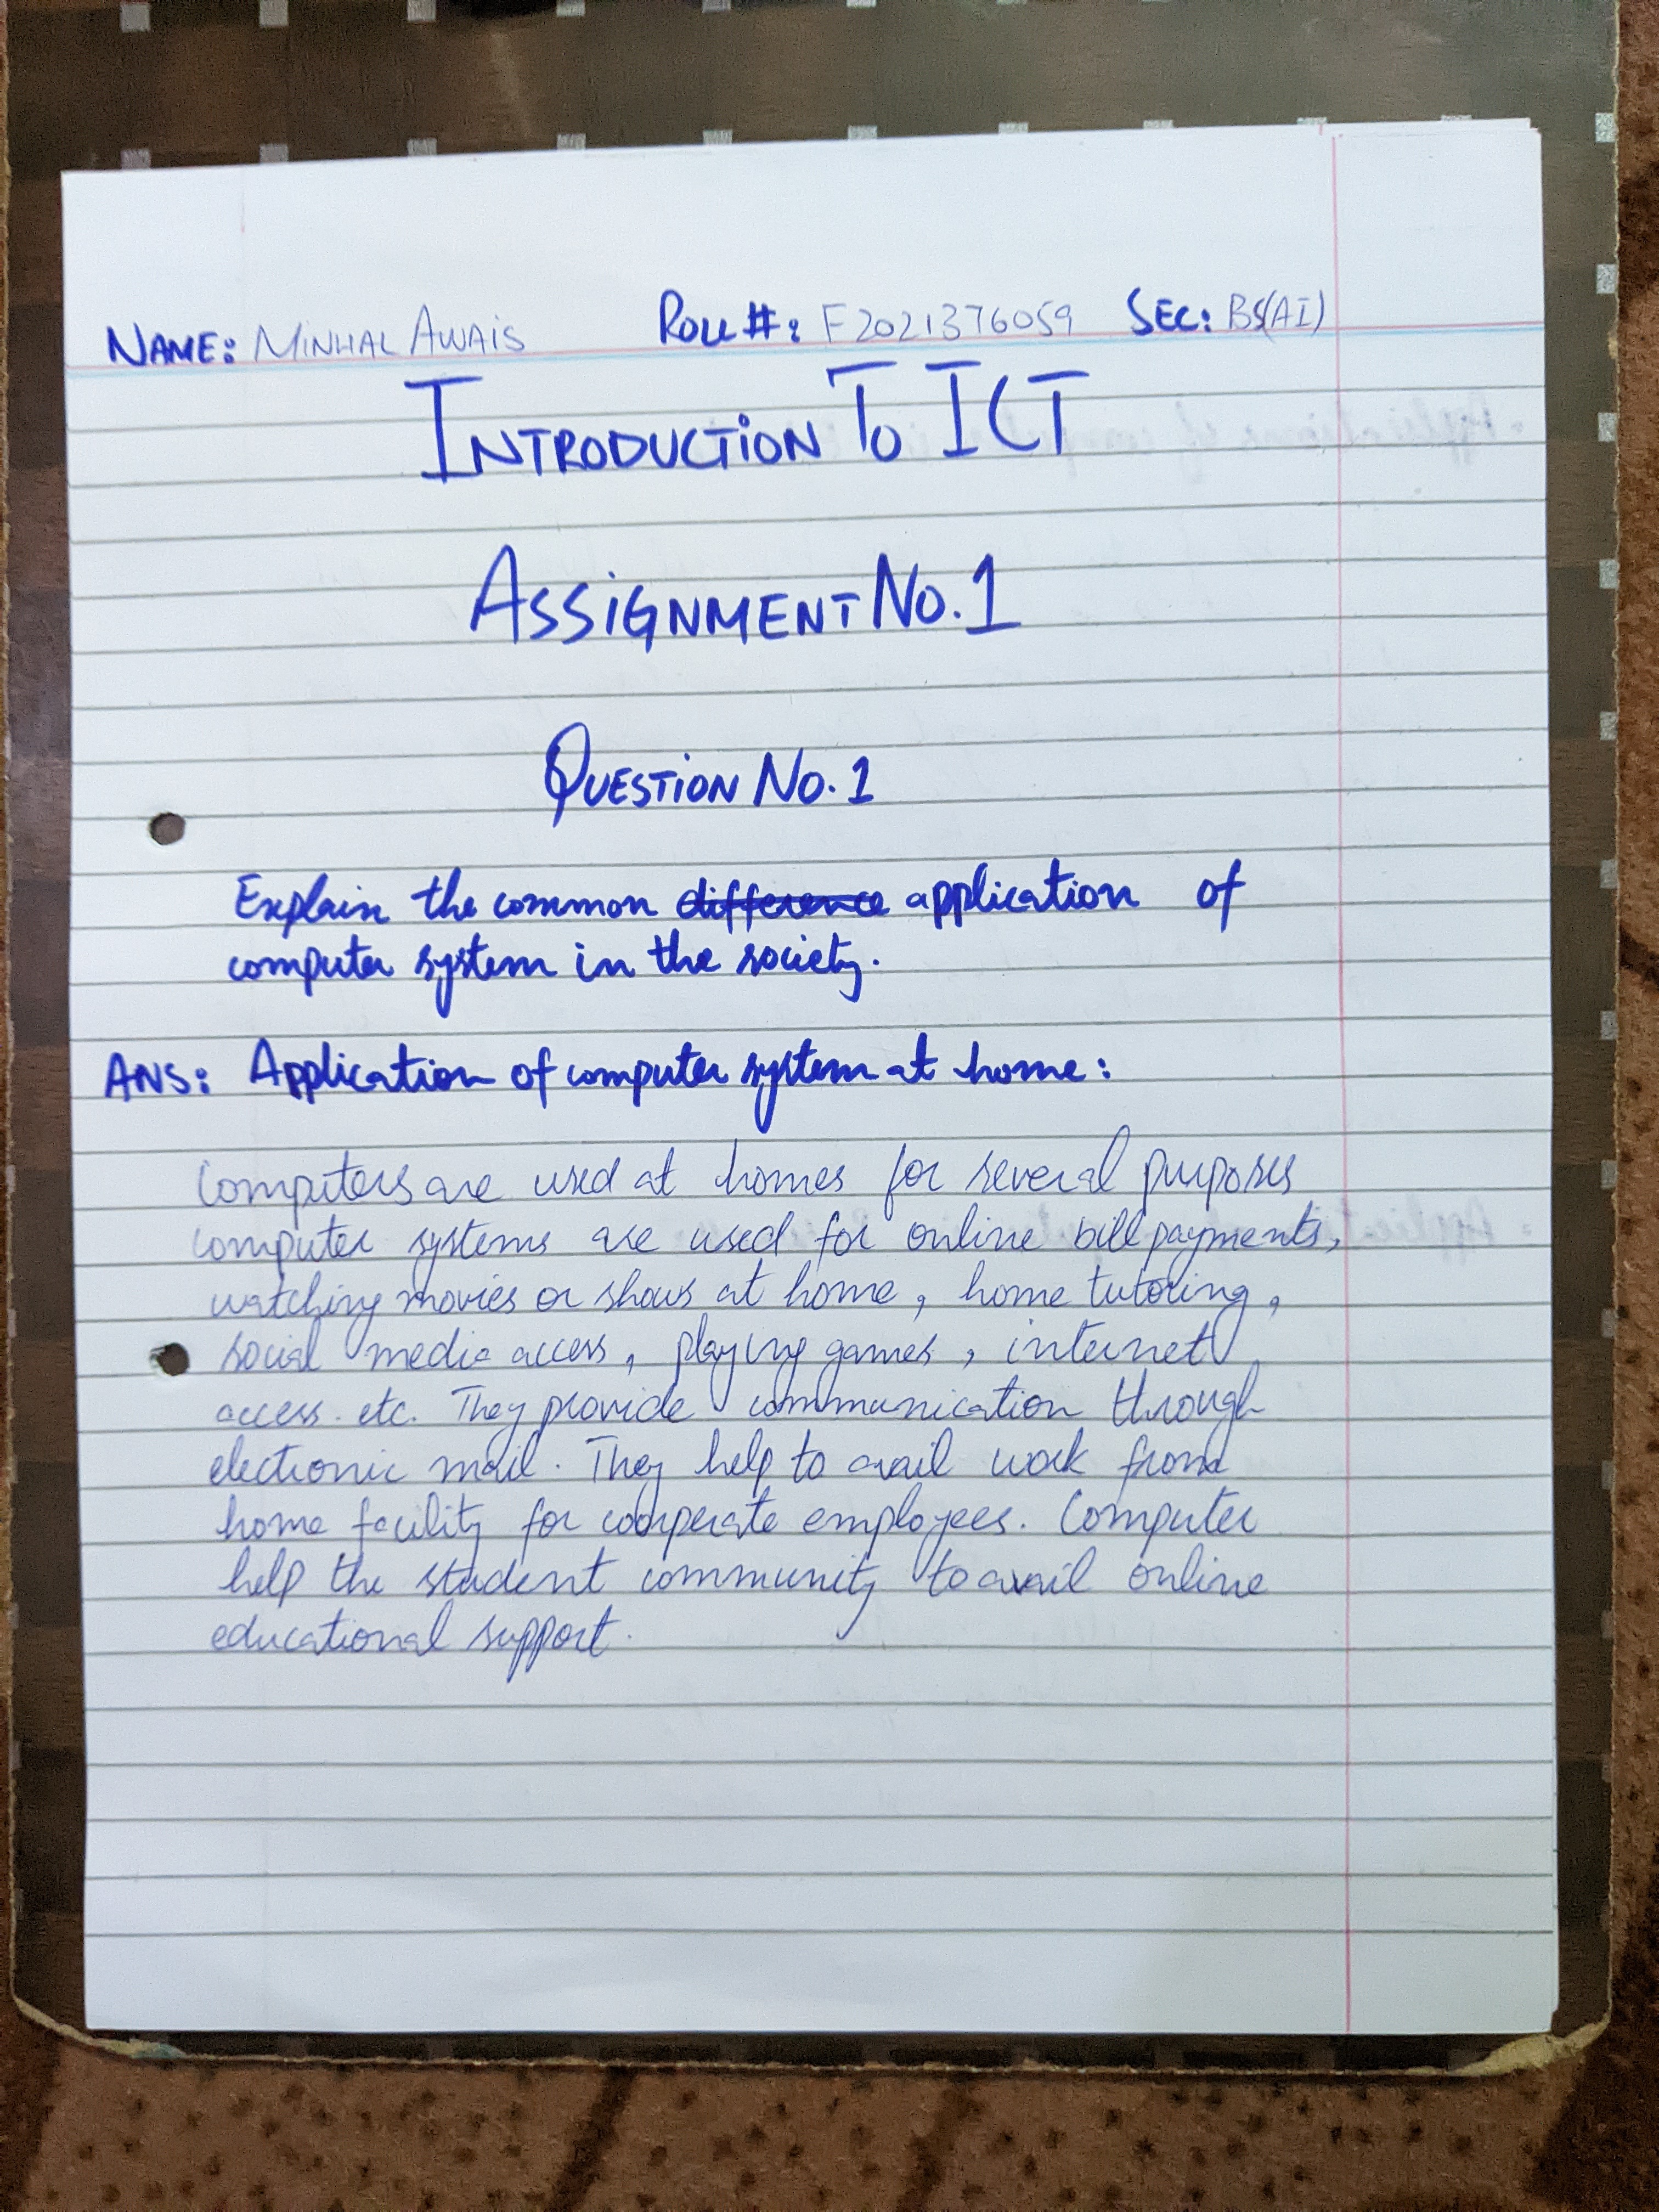 NAME: MINHAL AWAIS ROLL #: F2021376059 SEC: BS(AI)
INTRODUCTION TO ICT
ASSIGNMENT NO. 1
QUESTION NO. 1
Explain the common difference application of
computer system in the society.
ANS: Application of computer system at home:
Computers are used at homes for several purposes
computer systems are used for online bill payments,
watching movies or shows at home, home tutoring,
social media access, playing games, internet
access etc. They provide communication through
electronic mail. They help to avail work from
home facility for coorperate employees. Computer
help the student community to avail online
educational support.